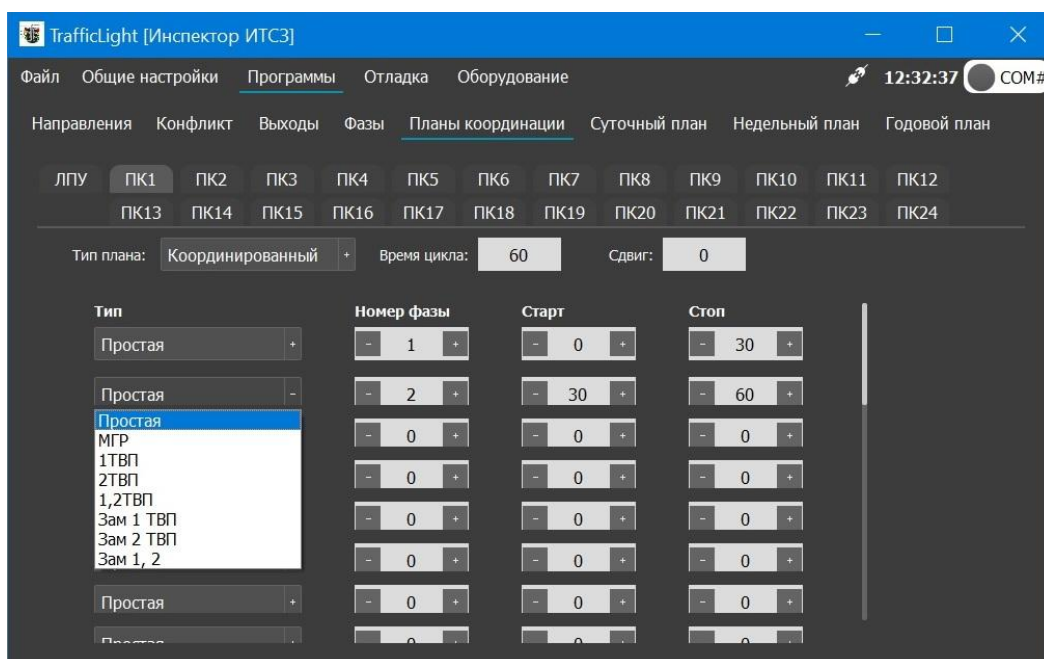 TrafficLight [Инспектор ИТС3]
Файл Общие настройки Программы Отладка Оборудование 12:32:37 COM#
Направления Конфликт Выходы Фазы Планы координации Суточный план Недельный план Годовой план
ЛПУ ПК1 ПК2 ПК3 ПК4 ПК5 ПК6 ПК7 ПК8 ПК9 ПК10 ПК11 ПК12
ПК13 ПК14 ПК15 ПК16 ПК17 ПК18 ПК19 ПК20 ПК21 ПК22 ПК23 ПК24
Тип плана: Координированный + Время цикла: 60 Сдвиг: 0
Тип Номер фазы Старт Стоп
Простая + - 1 + - 0 + - 30 +
Простая - - 2 + - 30 + - 60 +
Простая
МГР - 0 + - 0 + - 0 +
1ТВП
2ТВП - 0 + - 0 + - 0 +
1,2ТВП
Зам 1 ТВП - 0 + - 0 + - 0 +
Зам 2 ТВП
Зам 1, 2 - 0 + - 0 + - 0 +
Простая + - 0 + - 0 + - 0 +